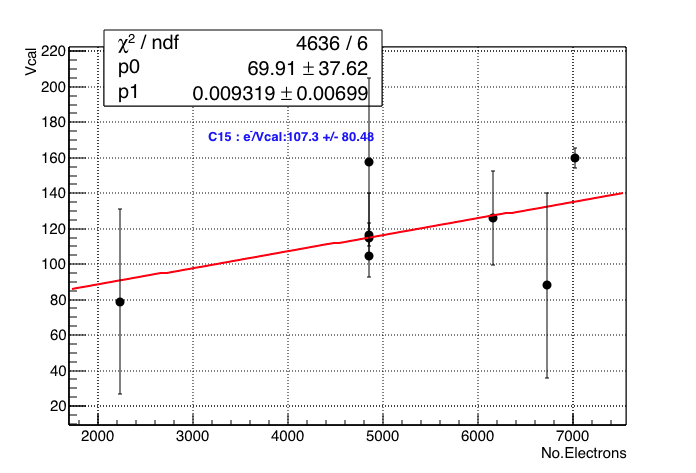 χ² / ndf 4636 / 6
p0 69.91 ± 37.62
p1 0.009319 ± 0.00699
C15 : e⁻/Vcal:107.3 +/- 80.48
Vcal
220
200
180
160
140
120
100
80
60
40
20
2000 3000 4000 5000 6000 7000
No.Electrons